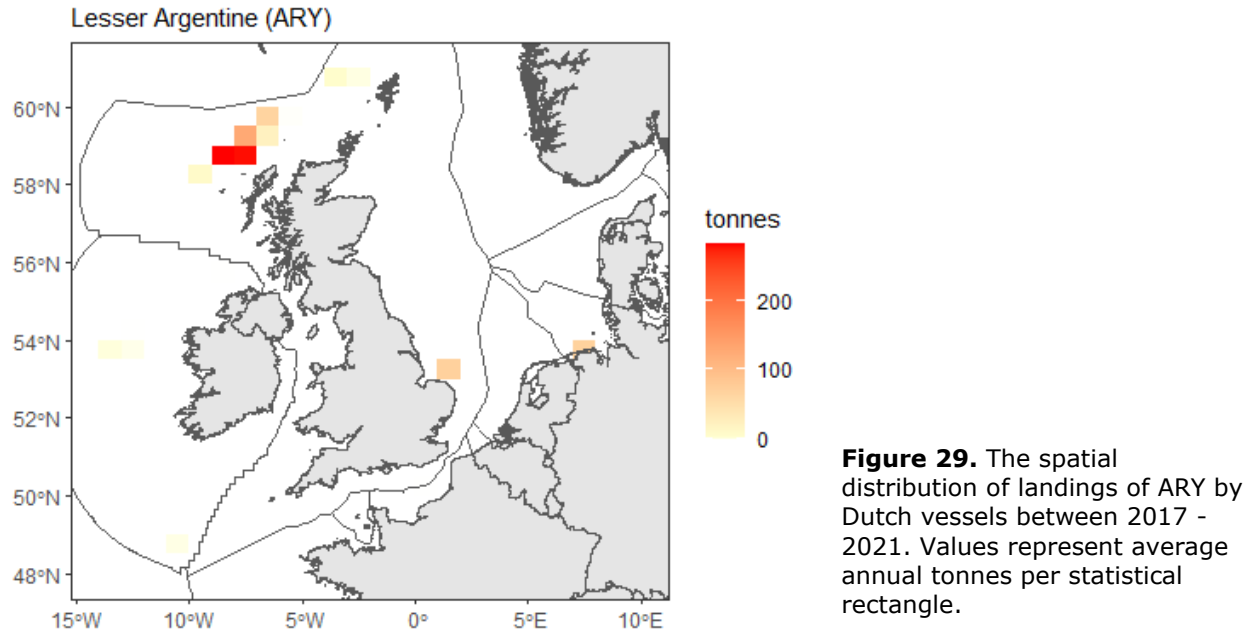 Lesser Argentine (ARY)
60°N
58°N
56°N
54°N
52°N
50°N
48°N
15°W 10°W 5°W 0° 5°E 10°E
tonnes
200
100
0
Figure 29. The spatial
distribution of landings of ARY by
Dutch vessels between 2017 -
2021. Values represent average
annual tonnes per statistical
rectangle.